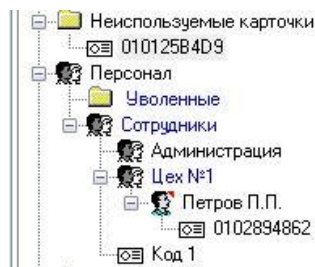 Неиспользуемые карточки
010125B4D9
Персонал
Уволенные
Сотрудники
Администрация
Цех №1
Петров П.П.
0102894862
Код 1